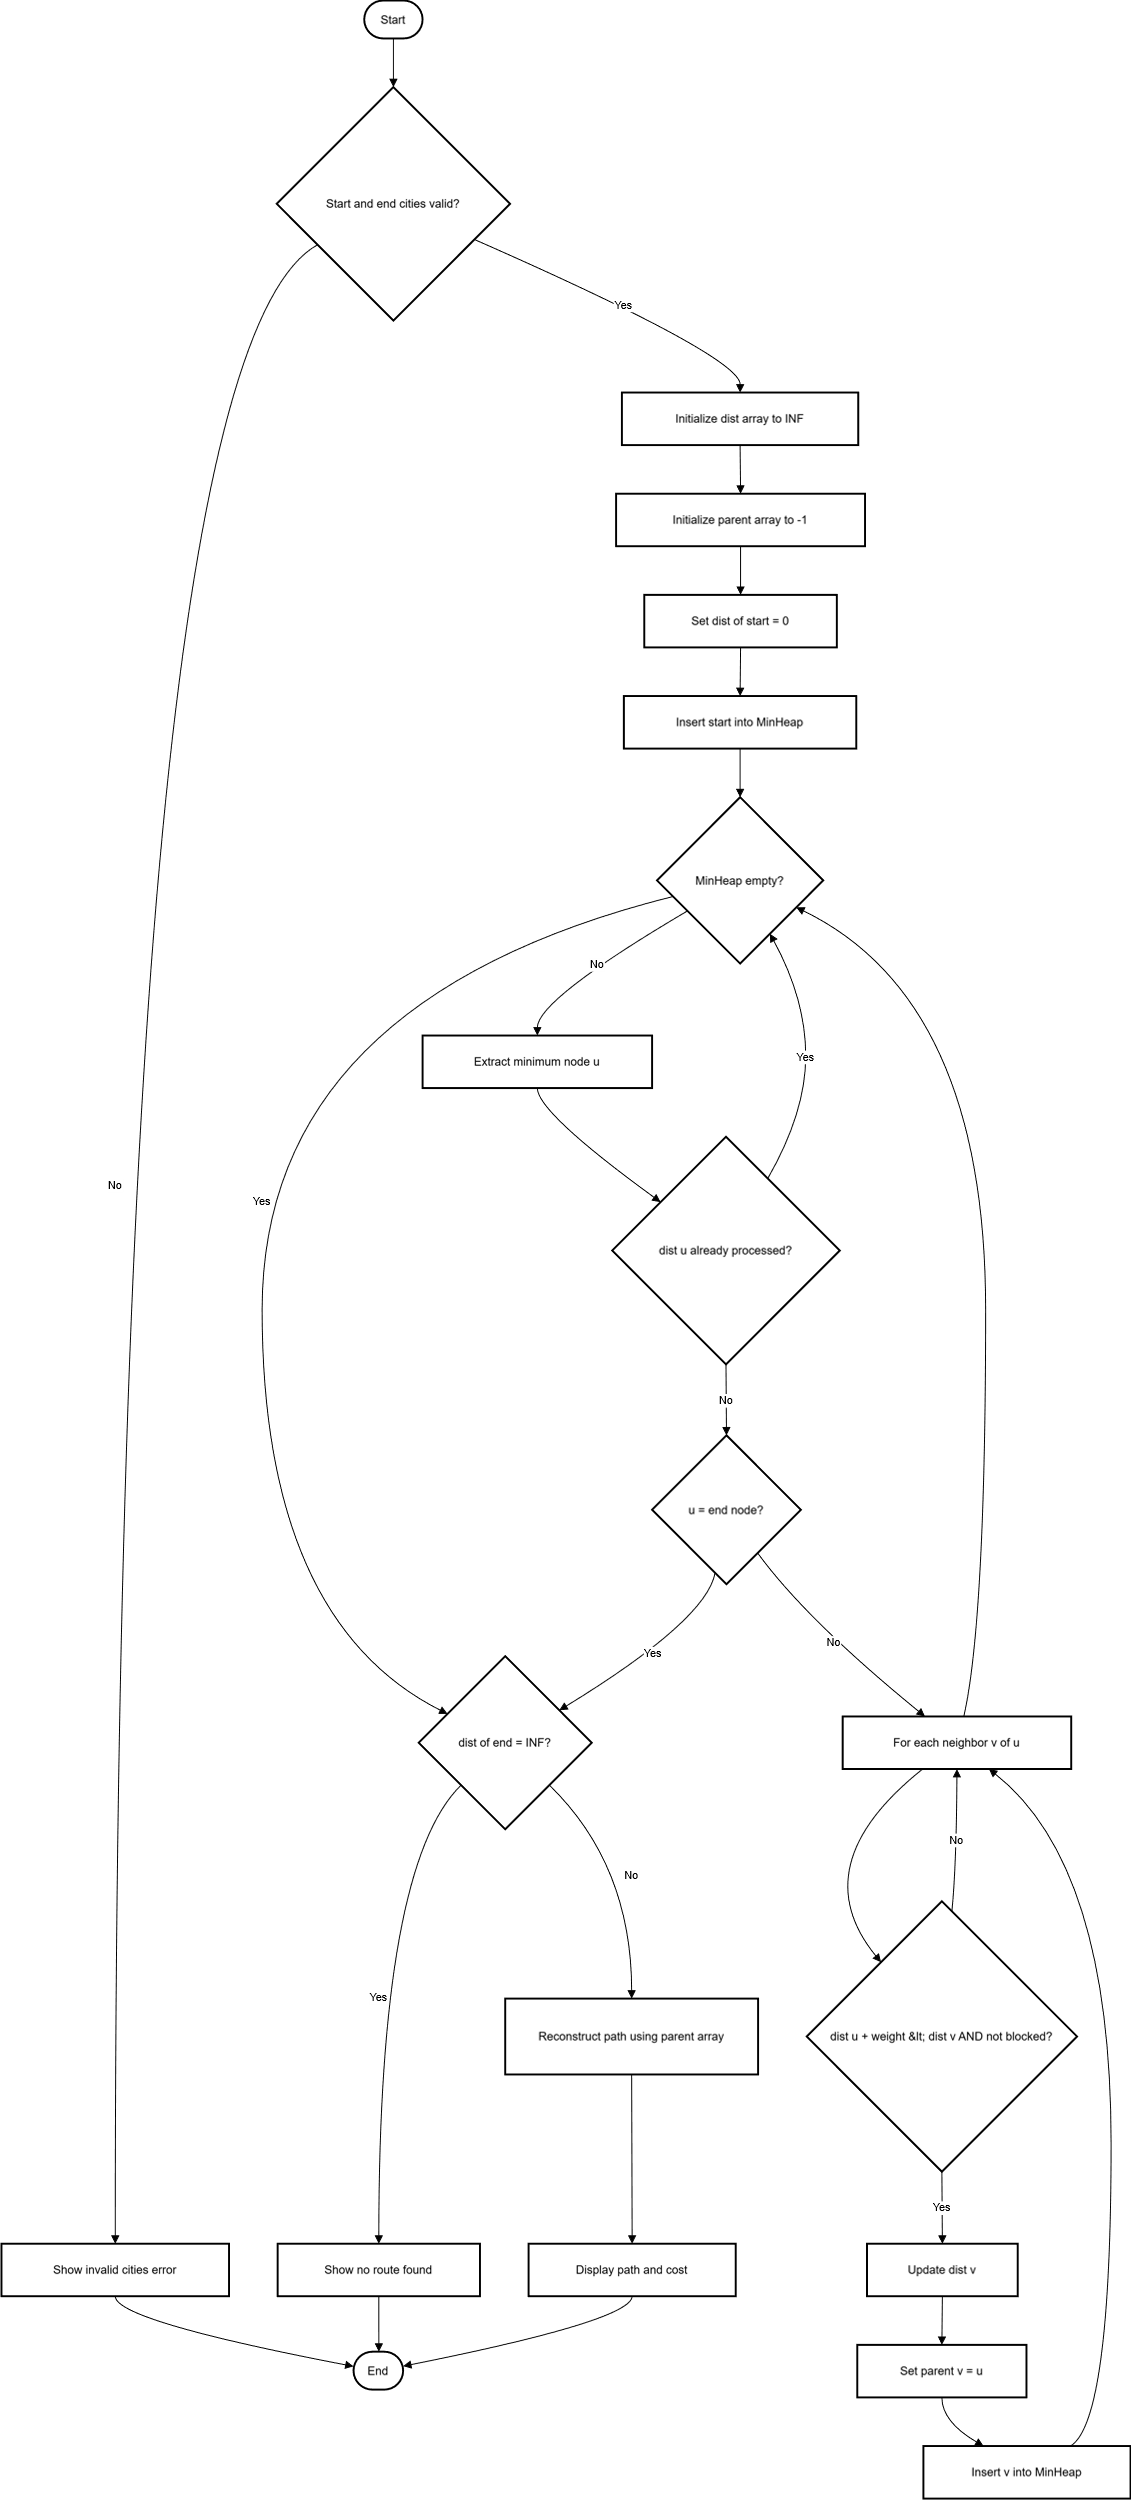 Start
Start and end cities valid?
Yes
Initialize dist array to INF
Initialize parent array to -1
Set dist of start = 0
Insert start into MinHeap
MinHeap empty?
No
Extract minimum node u
Yes
No
Yes
dist u already processed?
No
u = end node?
No
Yes
dist of end = INF?
For each neighbor v of u
No
No
Yes
Reconstruct path using parent array
dist u + weight &lt; dist v AND not blocked?
Yes
Show invalid cities error
Show no route found
Display path and cost
Update dist v
End
Set parent v = u
Insert v into MinHeap